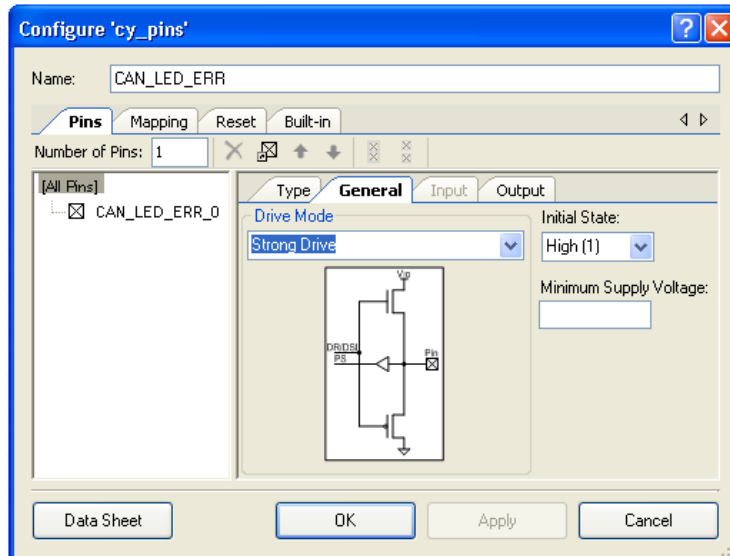 Configure 'cy_pins'
Name: CAN_LED_ERR
Pins Mapping Reset Built-in
Number of Pins: 1
[All Pins]
CAN_LED_ERR_0
Type General Input Output
Drive Mode
Strong Drive
Initial State:
High (1)
Minimum Supply Voltage:
Vio
DR/DSI
PS
Pin
Data Sheet OK Apply Cancel